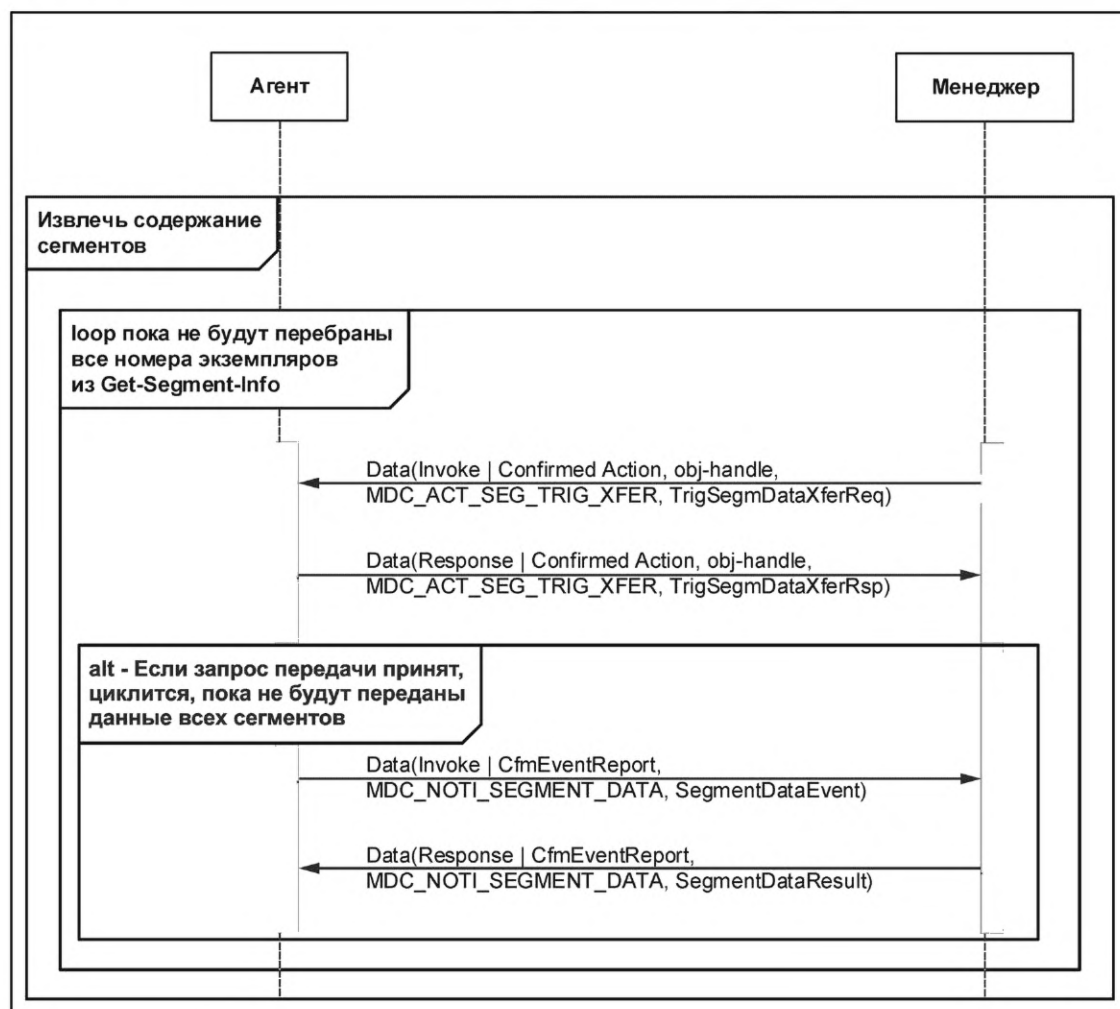 Агент
Менеджер
Извлечь содержание
сегментов
loop пока не будут перебраны
все номера экземпляров
из Get-Segment-Info
Data(Invoke | Confirmed Action, obj-handle,
MDC_ACT_SEG_TRIG_XFER, TrigSegmDataXferReq)
Data(Response | Confirmed Action, obj-handle,
MDC_ACT_SEG_TRIG_XFER, TrigSegmDataXferRsp)
alt - Если запрос передачи принят,
циклится, пока не будут переданы
данные всех сегментов
Data(Invoke | CfmEventReport,
MDC_NOTI_SEGMENT_DATA, SegmentDataEvent)
Data(Response | CfmEventReport,
MDC_NOTI_SEGMENT_DATA, SegmentDataResult)